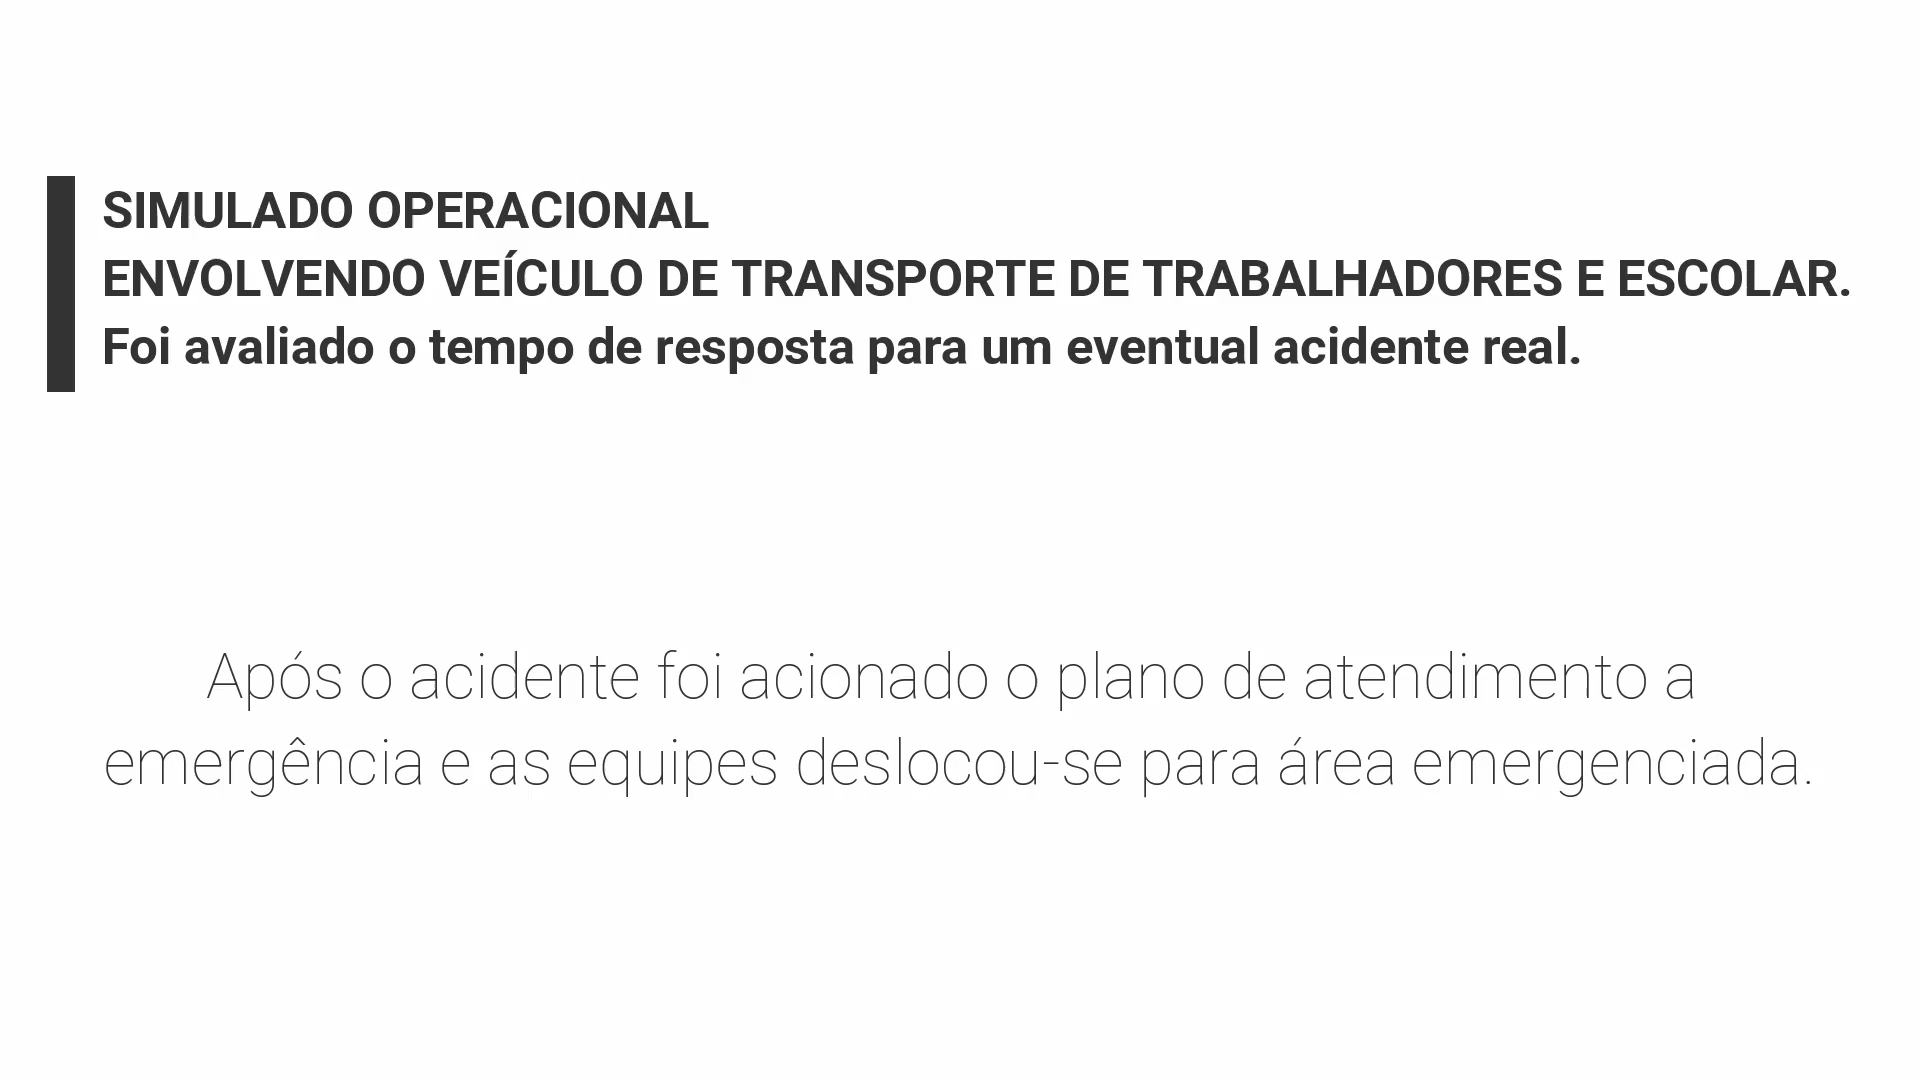 SIMULADO OPERACIONAL
ENVOLVENDO VEÍCULO DE TRANSPORTE DE TRABALHADORES E ESCOLAR.
Foi avaliado o tempo de resposta para um eventual acidente real.
Após o acidente foi acionado o plano de atendimento a
emergência e as equipes deslocou-se para área emergenciada.